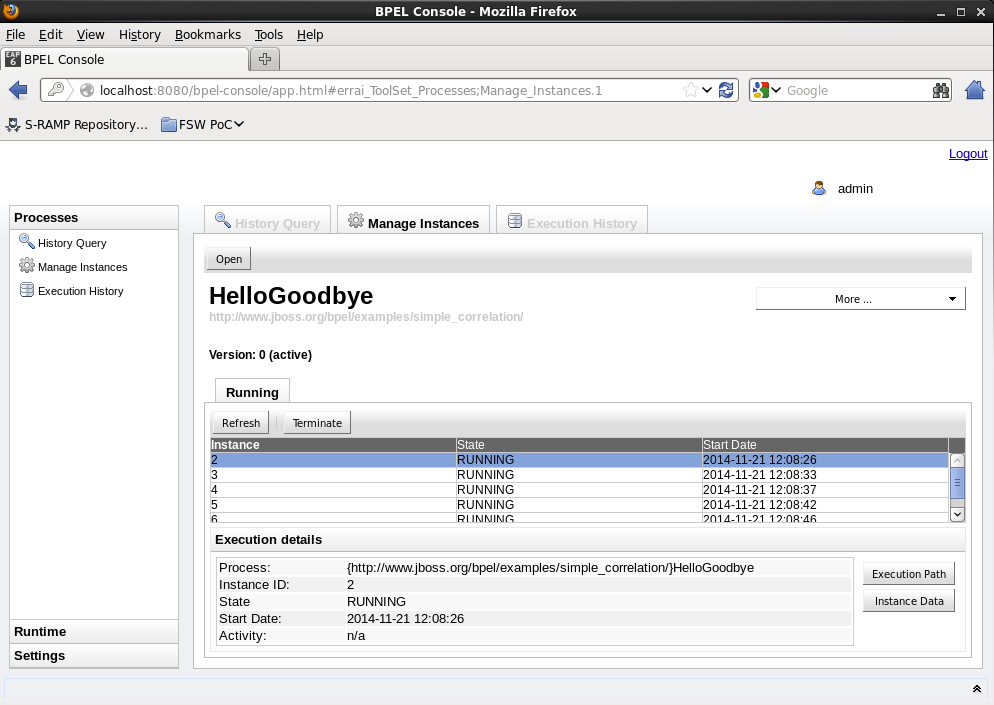 BPEL Console - Mozilla Firefox
File Edit View History Bookmarks Tools Help
EAP 6 BPEL Console
localhost:8080/bpel-console/app.html#errai_ToolSet_Processes;Manage_Instances.1 Google
S-RAMP Repository... FSW PoC
Logout
admin
Processes
History Query
Manage Instances
Execution History
Runtime
Settings
History Query Manage Instances Execution History
Open
HelloGoodbye
More ...
http://www.jboss.org/bpel/examples/simple_correlation/
Version: 0 (active)
Running
Refresh Terminate
Instance State Start Date
2 RUNNING 2014-11-21 12:08:26
3 RUNNING 2014-11-21 12:08:33
4 RUNNING 2014-11-21 12:08:37
5 RUNNING 2014-11-21 12:08:42
6 RUNNING 2014-11-21 12:08:46
Execution details
Process: {http://www.jboss.org/bpel/examples/simple_correlation/}HelloGoodbye
Instance ID: 2
State RUNNING
Start Date: 2014-11-21 12:08:26
Activity: n/a
Execution Path
Instance Data